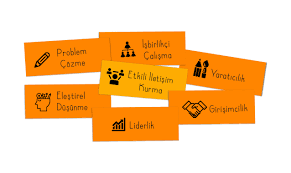 Problem
Çözme
İşbirlikçi
Çalışma
Yaratıcılık
Etkili İletişim
Kurma
Eleştirel
Düşünme
Girişimcilik
Liderlik